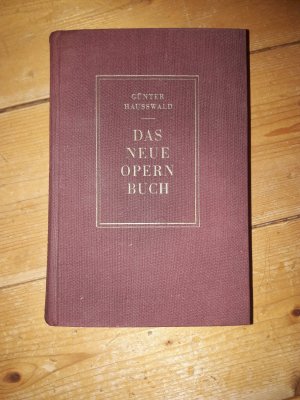 GÜNTER
HAUSSWALD
DAS
NEUE
OPERN
BUCH